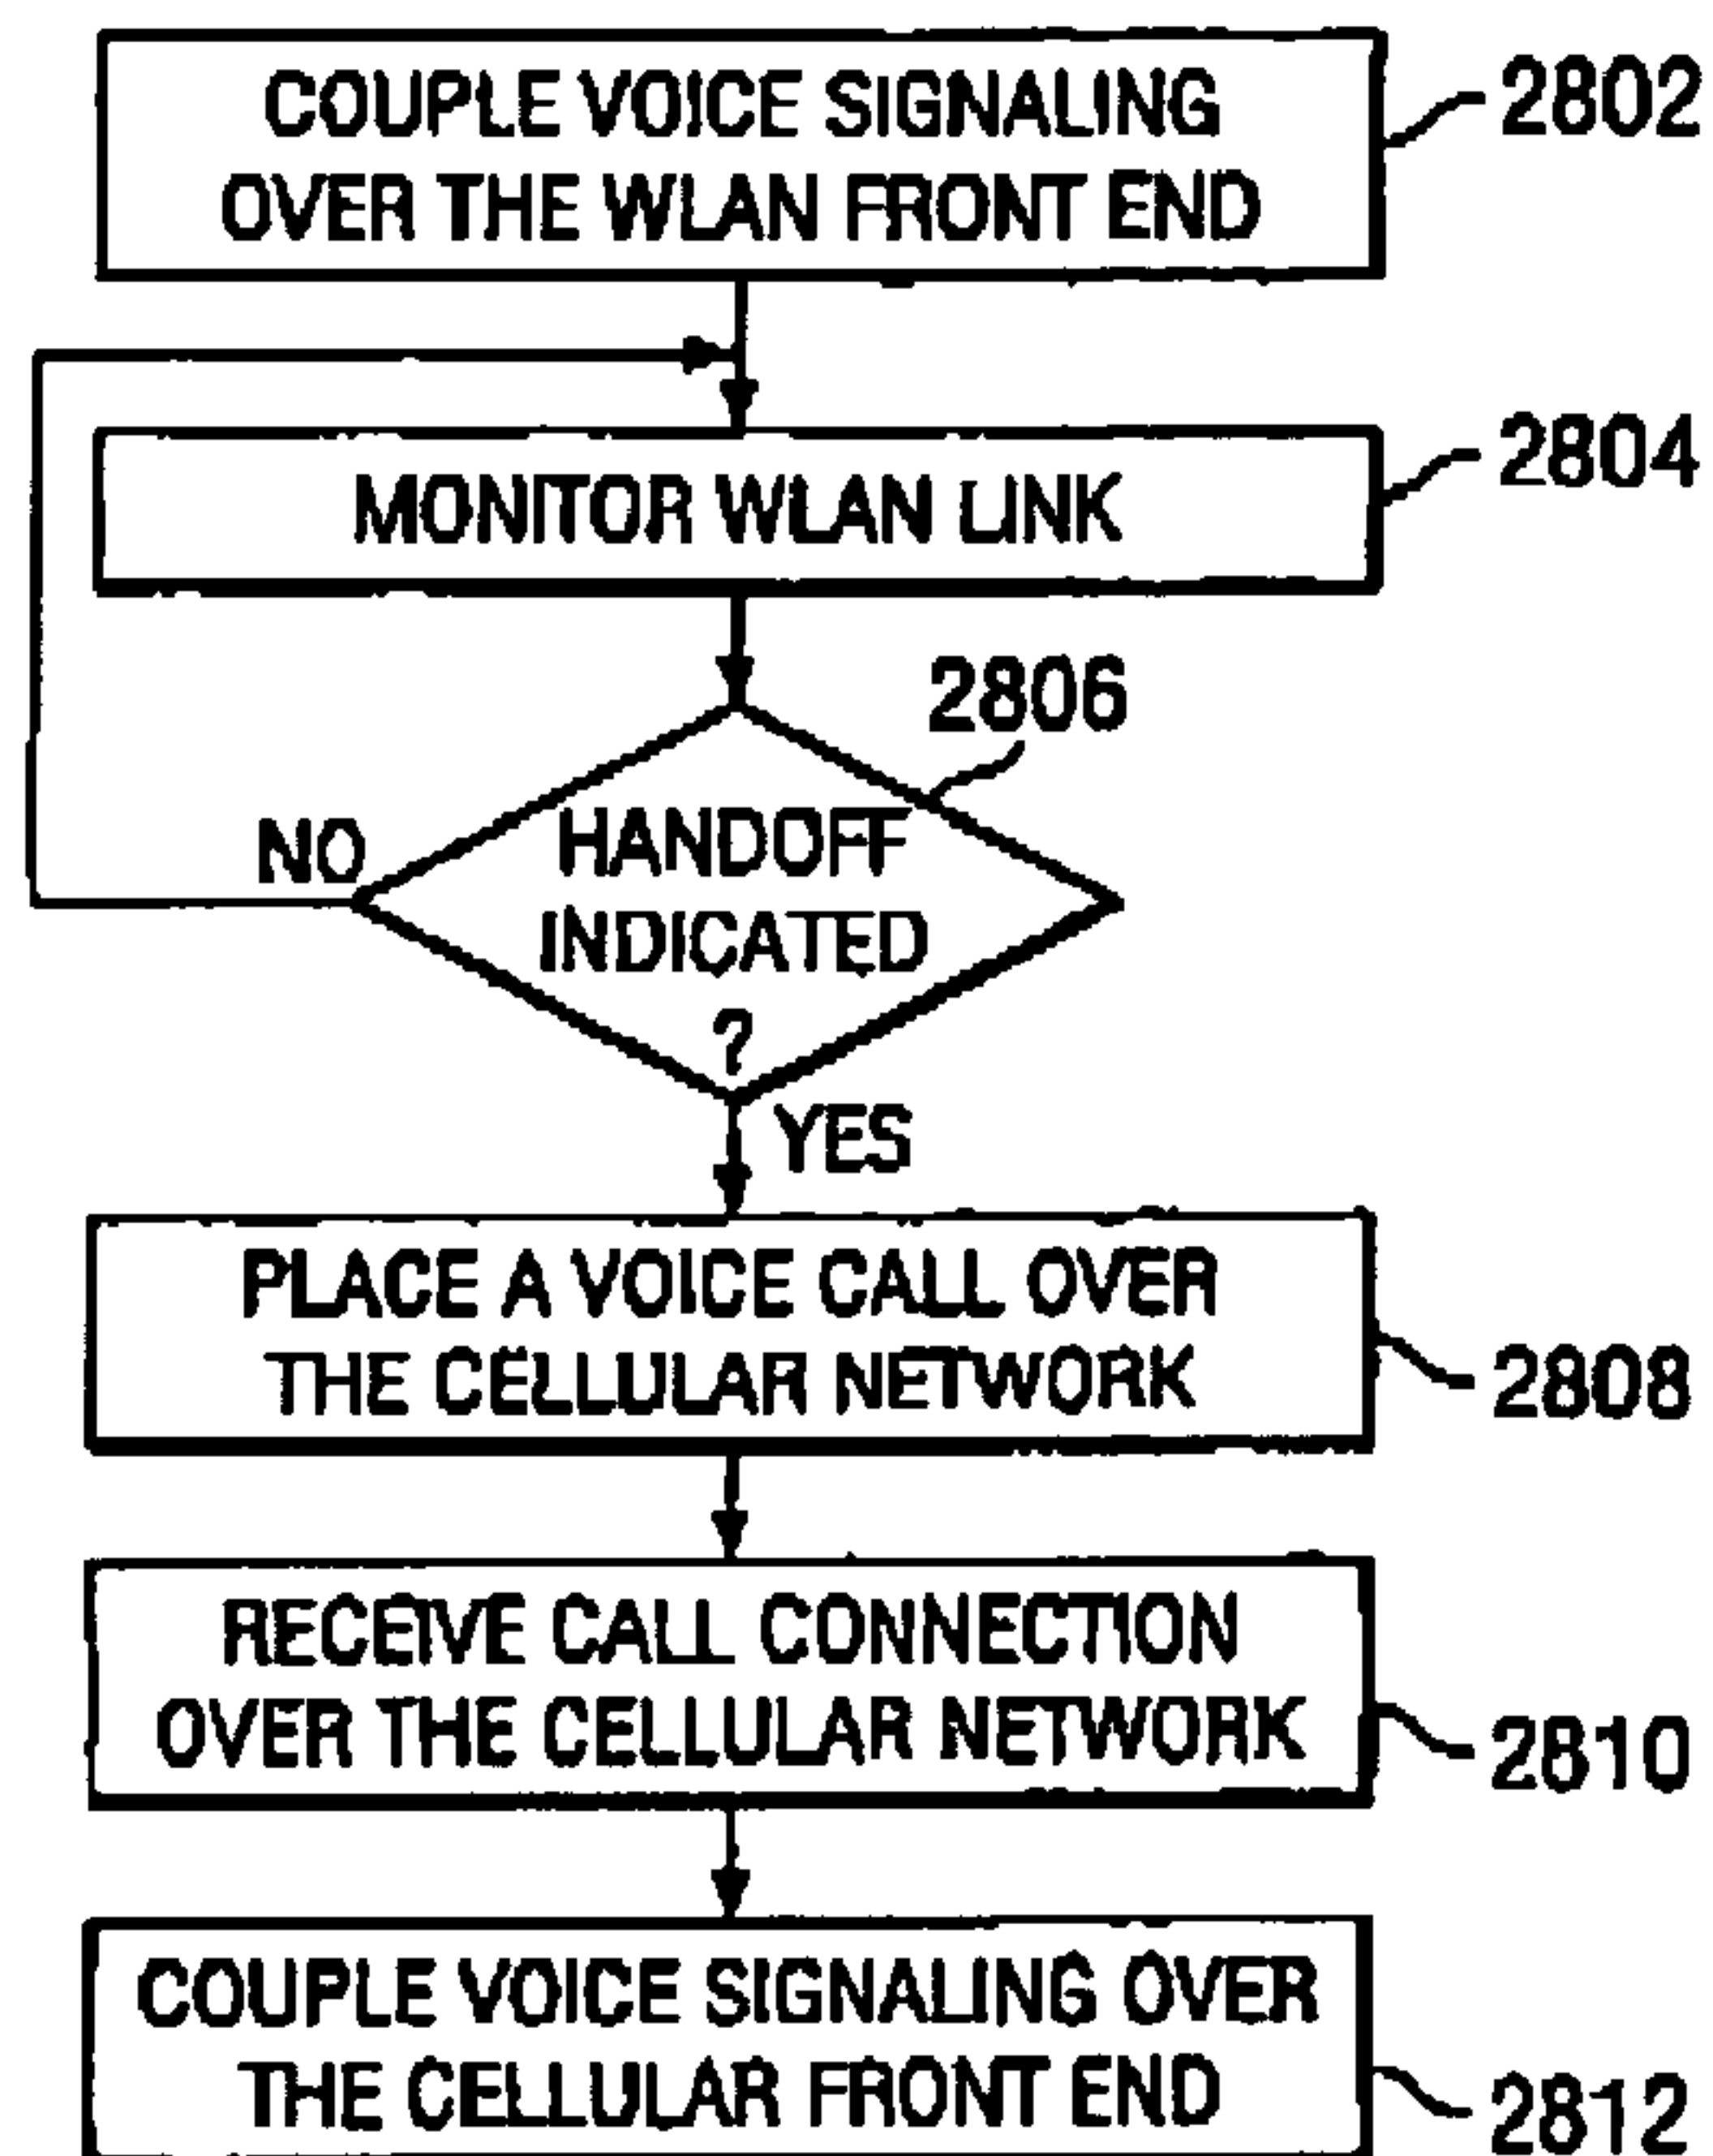 COUPLE VOICE SIGNALING
OVER THE WLAN FRONT END
2802
MONITOR WLAN LINK
2804
2806
HANDOFF
INDICATED
?
NO
YES
PLACE A VOICE CALL OVER
THE CELLULAR NETWORK
2808
RECEIVE CALL CONNECTION
OVER THE CELLULAR NETWORK
2810
COUPLE VOICE SIGNALING OVER
THE CELLULAR FRONT END
2812